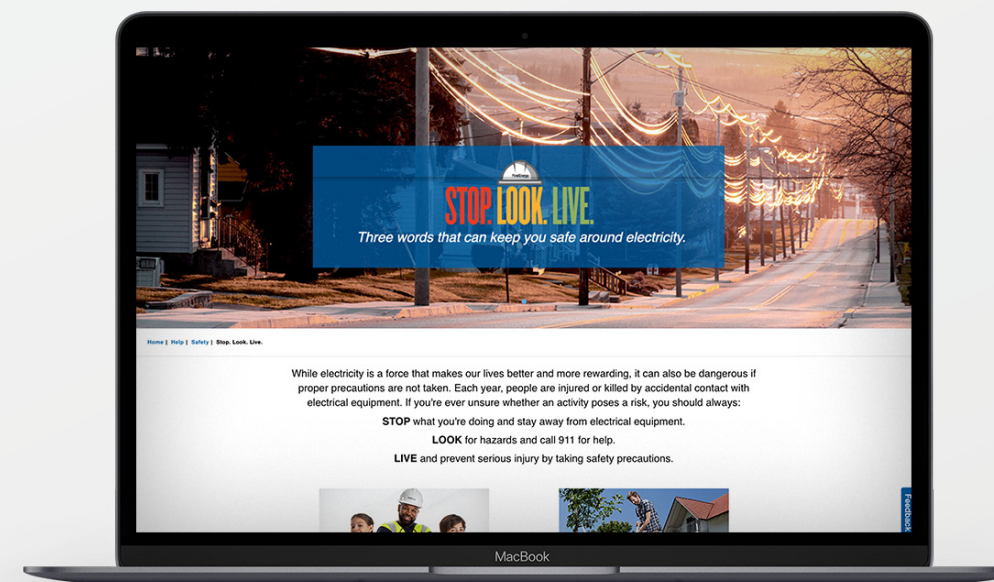 FirstEnergy
STOP. LOOK. LIVE.
Three words that can keep you safe around electricity.
Home | Help | Safety | Stop. Look. Live.
While electricity is a force that makes our lives better and more rewarding, it can also be dangerous if
proper precautions are not taken. Each year, people are injured or killed by accidental contact with
electrical equipment. If you're ever unsure whether an activity poses a risk, you should always:
STOP what you're doing and stay away from electrical equipment.
LOOK for hazards and call 911 for help.
LIVE and prevent serious injury by taking safety precautions.
Feedback
MacBook